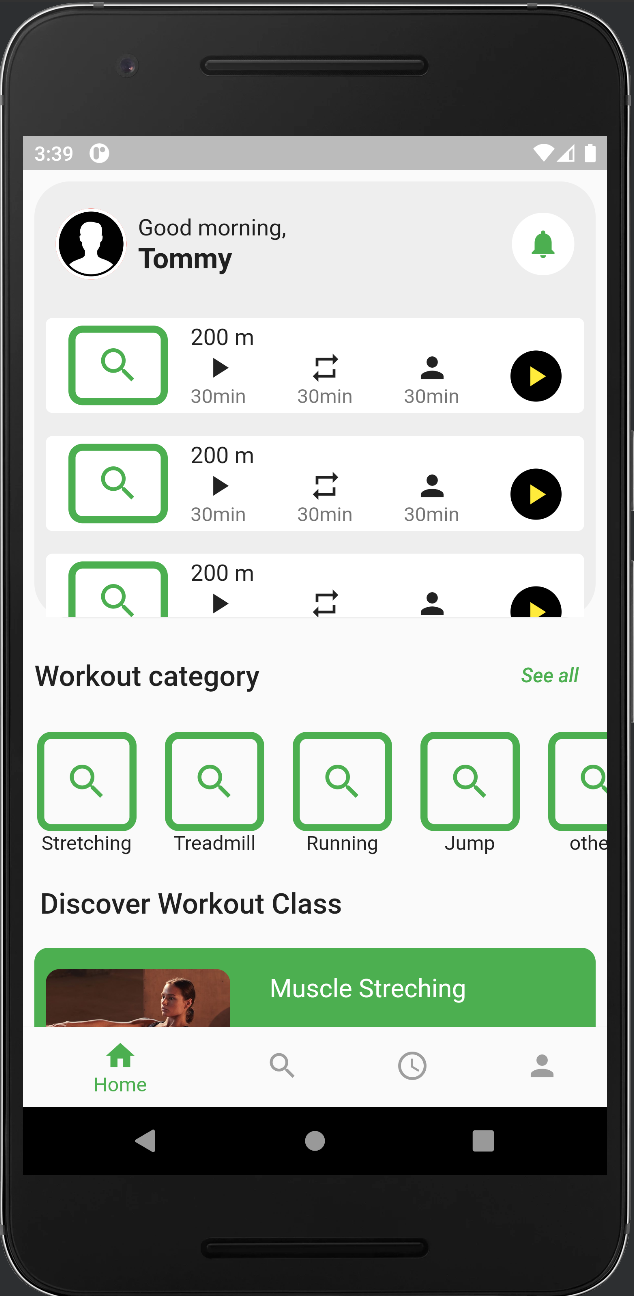 3:39
Good morning,
Tommy
200 m
30min 30min 30min
200 m
30min 30min 30min
200 m
Workout category
See all
Stretching Treadmill Running Jump othe
Discover Workout Class
Muscle Streching
Home